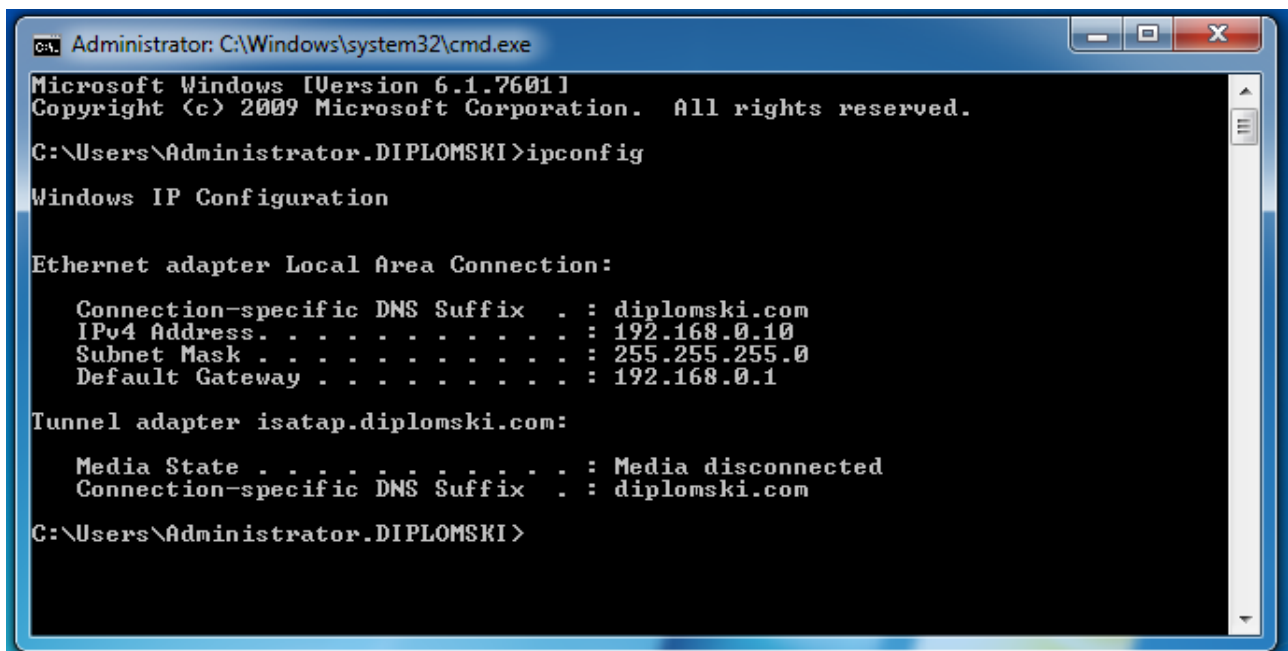 Administrator: C:\Windows\system32\cmd.exe
Microsoft Windows [Version 6.1.7601]
Copyright (c) 2009 Microsoft Corporation.  All rights reserved.
C:\Users\Administrator.DIPLOMSKI>ipconfig
Windows IP Configuration
Ethernet adapter Local Area Connection:
   Connection-specific DNS Suffix  . : diplomski.com
   IPv4 Address. . . . . . . . . . . : 192.168.0.10
   Subnet Mask . . . . . . . . . . . : 255.255.255.0
   Default Gateway . . . . . . . . . : 192.168.0.1
Tunnel adapter isatap.diplomski.com:
   Media State . . . . . . . . . . . : Media disconnected
   Connection-specific DNS Suffix  . : diplomski.com
C:\Users\Administrator.DIPLOMSKI>